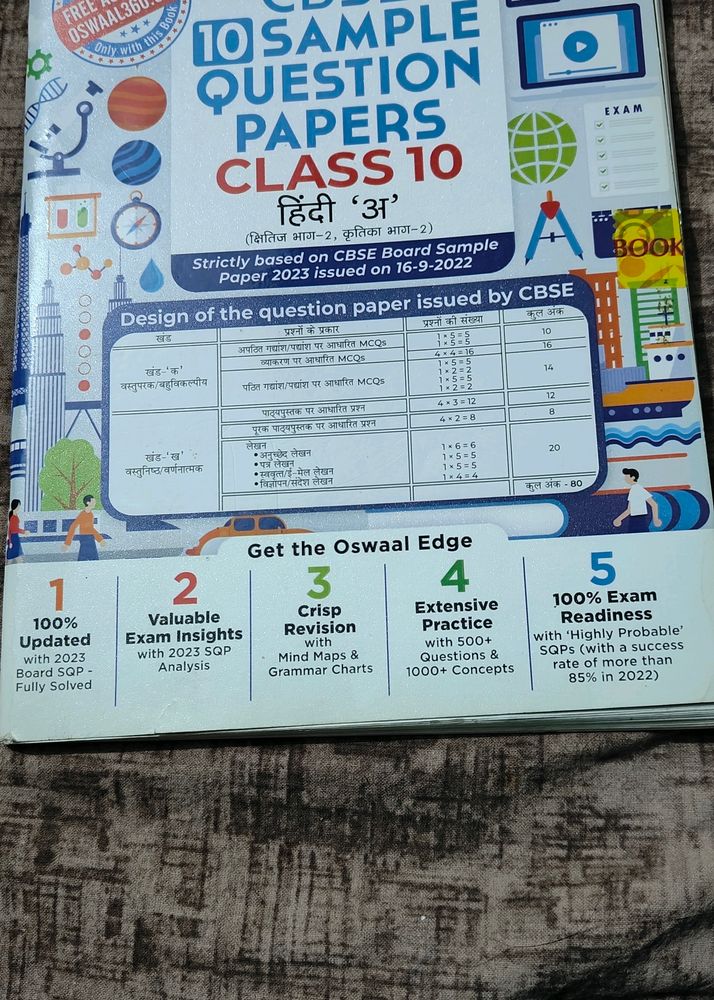 FREE
OSWAAL360.
Only with this Book
CBSE
10 SAMPLE
QUESTION
PAPERS
CLASS 10
हिंदी 'अ'
(क्षितिज भाग-2, कृतिका भाग-2)
Strictly based on CBSE Board Sample
Paper 2023 issued on 16-9-2022
EXAM
BOOK
Design of the question paper issued by CBSE
खंड प्रश्नों के प्रकार प्रश्नों की संख्या कुल अंक
अपठित गद्यांश/पद्यांश पर आधारित MCQs 1 × 5 = 5 10
1 × 5 = 5
खंड-'क' व्याकरण पर आधारित MCQs 4 × 4 = 16 16
वस्तुपरक/बहुविकल्पीय पठित गद्यांश/पद्यांश पर आधारित MCQs 1 × 5 = 5 14
1 × 2 = 2
1 × 5 = 5
1 × 2 = 2
पाठ्यपुस्तक पर आधारित प्रश्न 4 × 3 = 12 12
पूरक पाठ्यपुस्तक पर आधारित प्रश्न 4 × 2 = 8 8
खंड-'ख' लेखन 20
वस्तुनिष्ठ/वर्णनात्मक • अनुच्छेद लेखन 1 × 6 = 6
• पत्र लेखन 1 × 5 = 5
• स्ववृत्त/ई-मेल लेखन 1 × 5 = 5
• विज्ञापन/संदेश लेखन 1 × 4 = 4
कुल अंक - 80
Get the Oswaal Edge
1
100%
Updated
with 2023
Board SQP -
Fully Solved
2
Valuable
Exam Insights
with 2023 SQP
Analysis
3
Crisp
Revision
with
Mind Maps &
Grammar Charts
4
Extensive
Practice
with 500+
Questions &
1000+ Concepts
5
100% Exam
Readiness
with 'Highly Probable'
SQPs (with a success
rate of more than
85% in 2022)